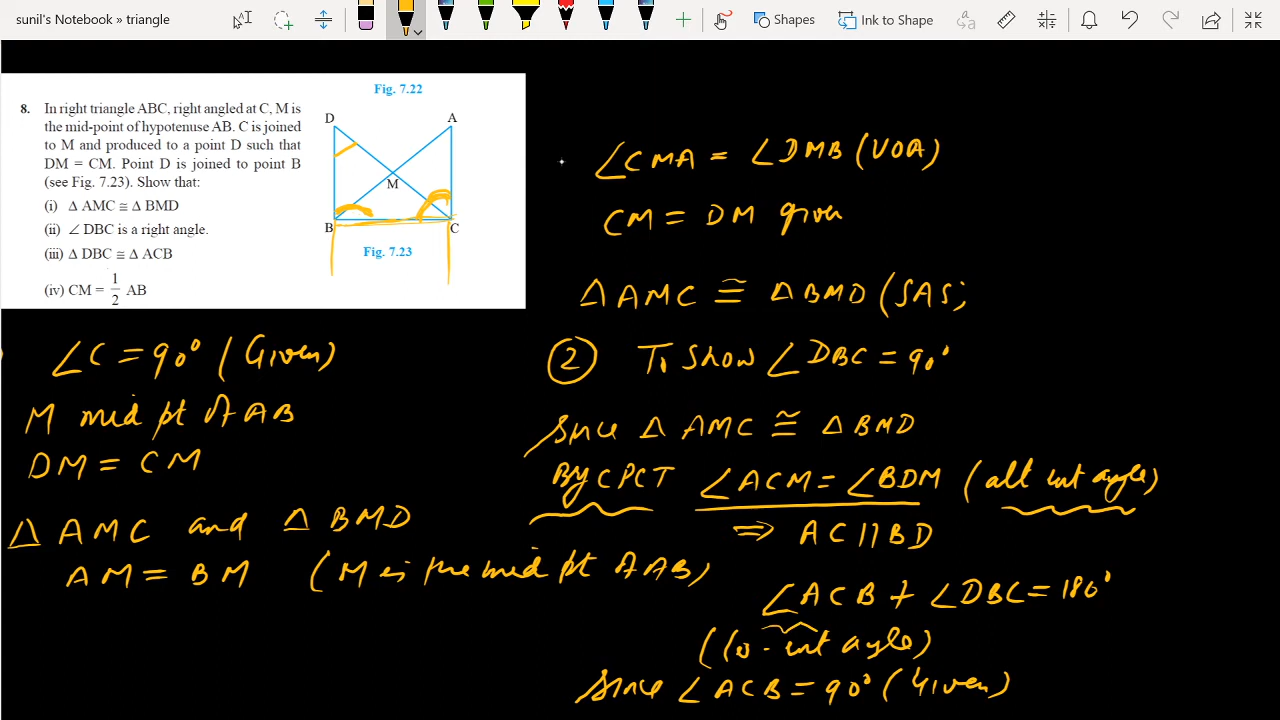 sunil's Notebook » triangle
Shapes
Ink to Shape
Fig. 7.22
8. In right triangle ABC, right angled at C, M is
the mid-point of hypotenuse AB. C is joined
to M and produced to a point D such that
DM = CM. Point D is joined to point B
(see Fig. 7.23). Show that:
(i) Δ AMC ≅ Δ BMD
(ii) ∠ DBC is a right angle.
(iii) Δ DBC ≅ Δ ACB
(iv) CM = 1/2 AB
D A
M
B C
Fig. 7.23
∠C = 90° (Given)
M mid pt of AB
DM = CM
Δ AMC and Δ BMD
AM = BM (M is the mid pt of AB)
∠CMA = ∠DMB (VOA)
CM = DM given
Δ AMC ≅ Δ BMD (SAS;
② To show ∠DBC = 90°
Since Δ AMC ≅ Δ BMD
By CPCT ∠ACM = ∠BDM (alt int angle)
⇒ AC || BD
∠ACB + ∠DBC = 180°
(co-int angle)
Since ∠ACB = 90° (Given)